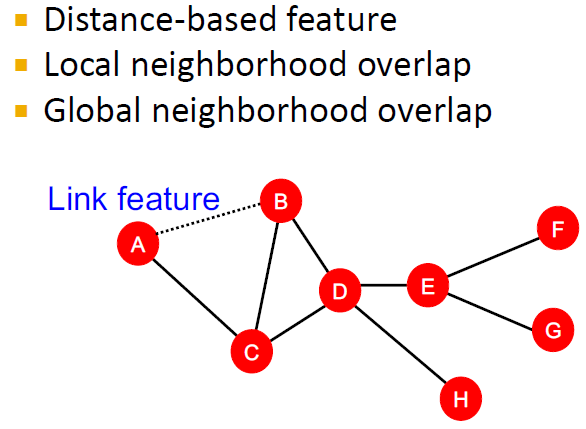 Distance-based feature
Local neighborhood overlap
Global neighborhood overlap
Link feature
B
A
F
D
E
G
C
H